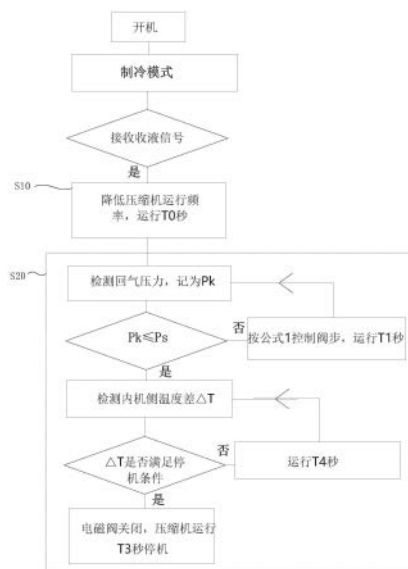 开机
制冷模式
接收收液信号
是
S10
降低压缩机运行频
率，运行T0秒
S20
检测回气压力，记为Pk
Pk≤Ps
否
按公式1控制阀步，运行T1秒
是
检测内机侧温度差△T
△T是否满足停
机条件
否
运行T4秒
是
电磁阀关闭，压缩机运行
T3秒停机